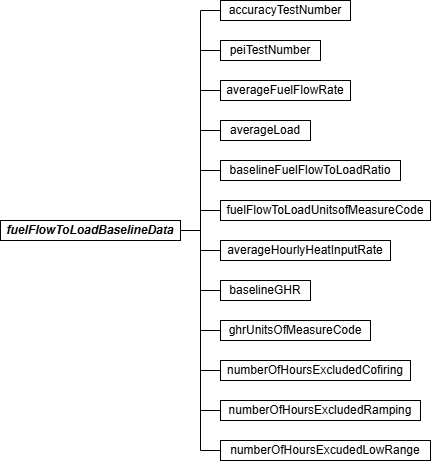 accuracyTestNumber
peiTestNumber
averageFuelFlowRate
averageLoad
baselineFuelFlowToLoadRatio
fuelFlowToLoadUnitsofMeasureCode
fuelFlowToLoadBaselineData
averageHourlyHeatInputRate
baselineGHR
ghrUnitsOfMeasureCode
numberOfHoursExcludedCofiring
numberOfHoursExcludedRamping
numberOfHoursExcudedLowRange